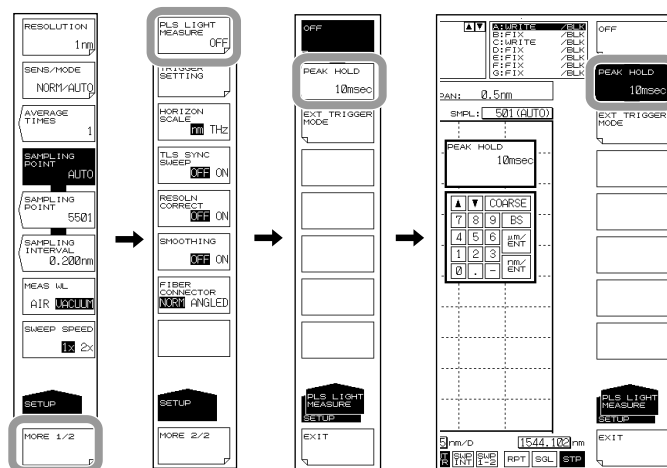 RESOLUTION
1nm
SENS/MODE
NORM/AUTO
AVERAGE
TIMES
1
SAMPLING
POINT
AUTO
SAMPLING
POINT
5501
SAMPLING
INTERVAL
0.200nm
MEAS WL
AIR VACUUM
SWEEP SPEED
1x 2x
SETUP
MORE 1/2
PLS LIGHT
MEASURE
OFF
TRIGGER
SETTING
HORIZON
SCALE
nm THz
TLS SYNC
SWEEP
OFF ON
RESOLN
CORRECT
OFF ON
SMOOTHING
OFF ON
FIBER
CONNECTOR
NORM ANGLED
SETUP
MORE 2/2
OFF
PEAK HOLD
10msec
EXT TRIGGER
MODE
PLS LIGHT
MEASURE
SETUP
EXIT
▲ ▼
A:WRITE /BLK
B:FIX /BLK
C:WRITE /BLK
D:FIX /BLK
E:FIX /BLK
F:FIX /BLK
G:FIX /BLK
PAN: 0.5nm
SMPL: 501(AUTO)
PEAK HOLD
10msec
▲ ▼ COARSE
7 8 9 BS
4 5 6 μm/ENT
1 2 3
0 . - nm/ENT
5nm/D 1544.102nm
SWP INT
SWP 1-2
RPT SGL STP
OFF
PEAK HOLD
10msec
EXT TRIGGER
MODE
PLS LIGHT
MEASURE
SETUP
EXIT